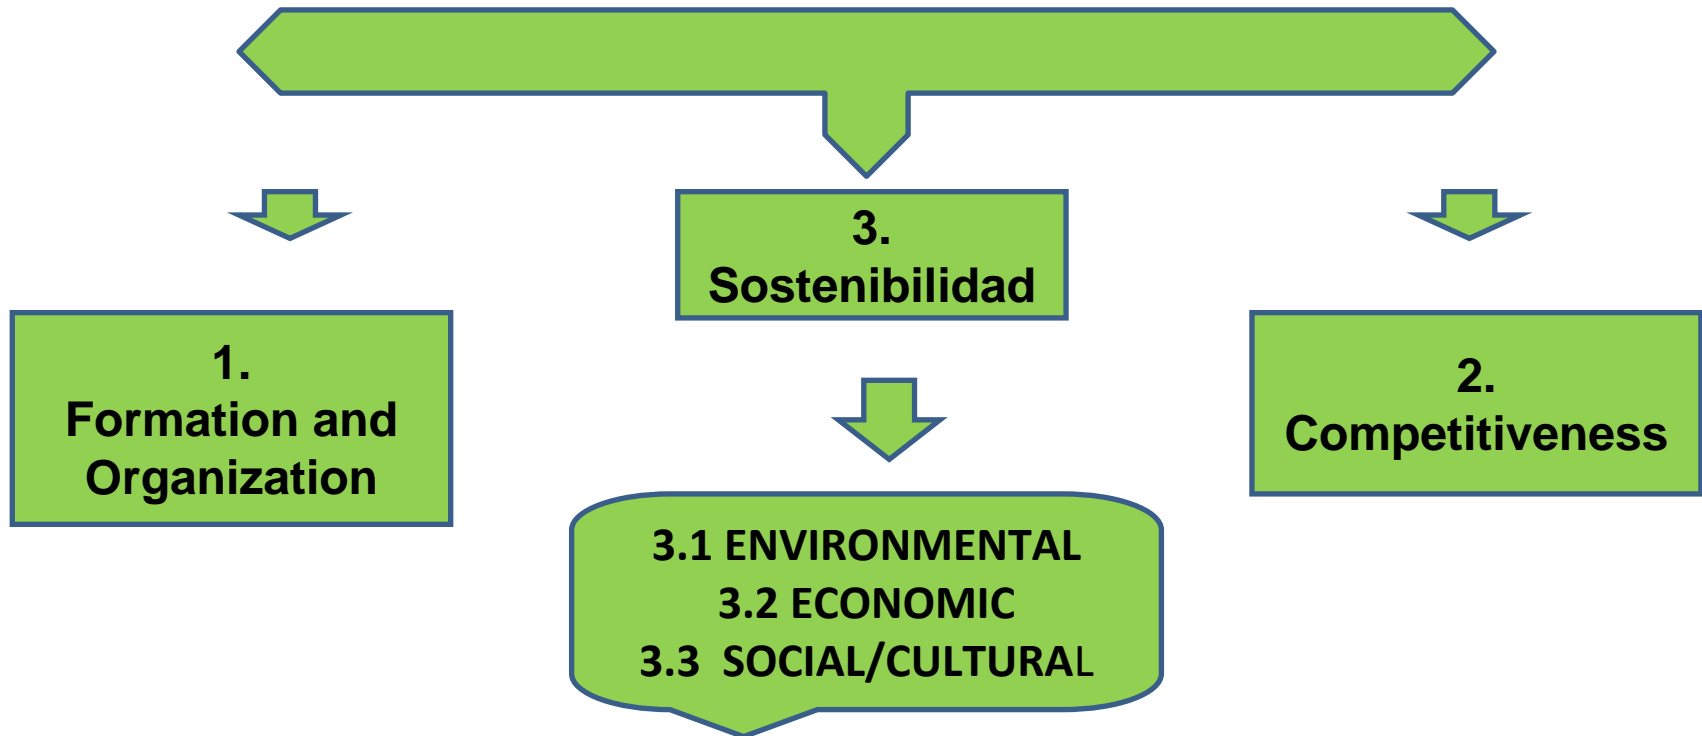 1.
Formation and
Organization
3.
Sostenibilidad
3.1 ENVIRONMENTAL
3.2 ECONOMIC
3.3 SOCIAL/CULTURAL
2.
Competitiveness